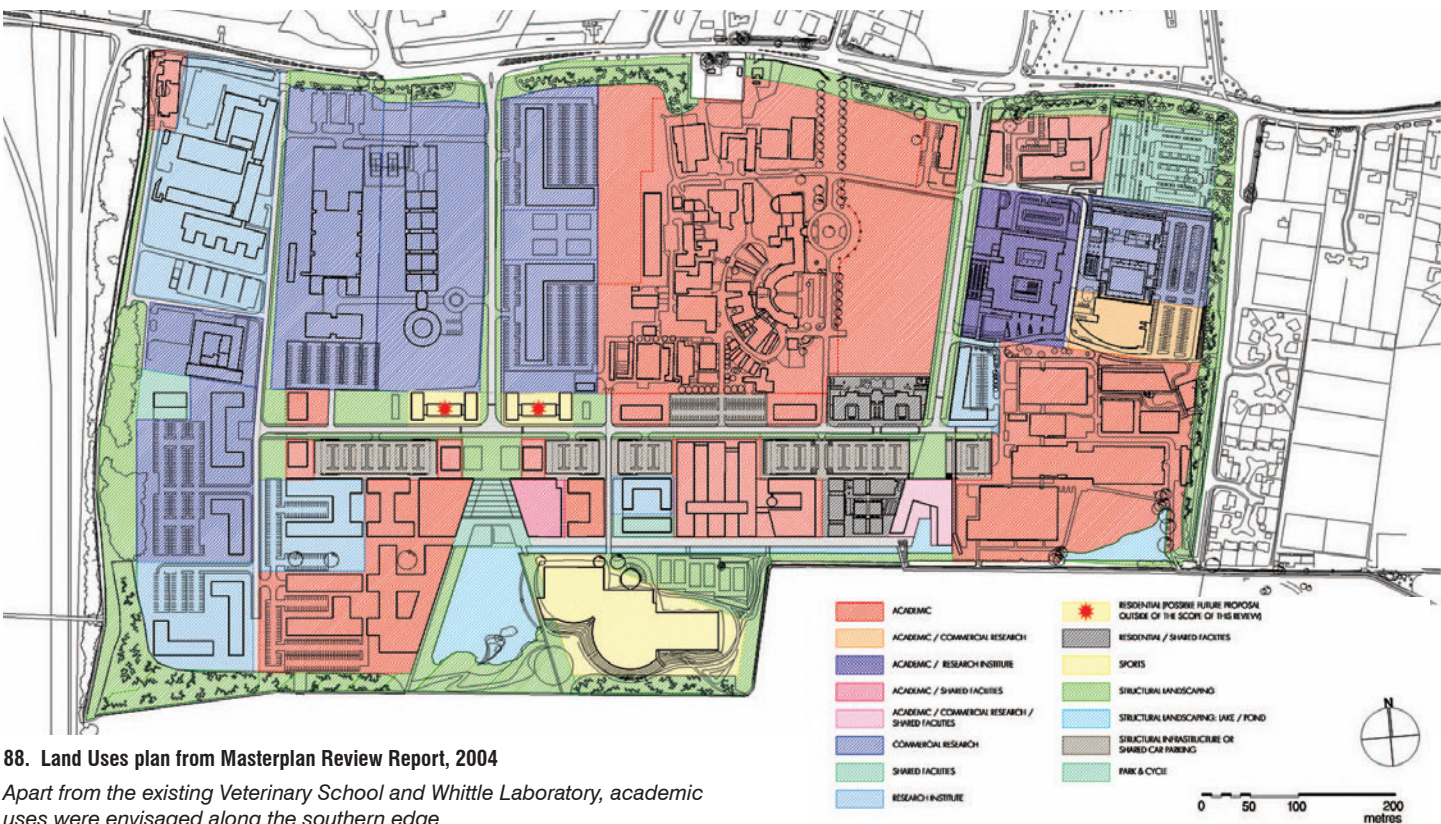 ACADEMIC
ACADEMIC / COMMERCIAL RESEARCH
ACADEMIC / RESEARCH INSTITUTE
ACADEMIC / SHARED FACILITIES
ACADEMIC / COMMERCIAL RESEARCH /
SHARED FACILITIES
COMMERCIAL RESEARCH
SHARED FACILITIES
RESEARCH INSTITUTE
RESIDENTIAL (POSSIBLE FUTURE PROPOSAL
OUTSIDE OF THE SCOPE OF THIS REVIEW)
RESIDENTIAL / SHARED FACILITIES
SPORTS
STRUCTURAL LANDSCAPING
STRUCTURAL LANDSCAPING: LAKE / POND
STRUCTURAL INFRASTRUCTURE OR
SHARED CAR PARKING
PARK & CYCLE
N
0 50 100 200
metres
88. Land Uses plan from Masterplan Review Report, 2004
Apart from the existing Veterinary School and Whittle Laboratory, academic
uses were envisaged along the southern edge